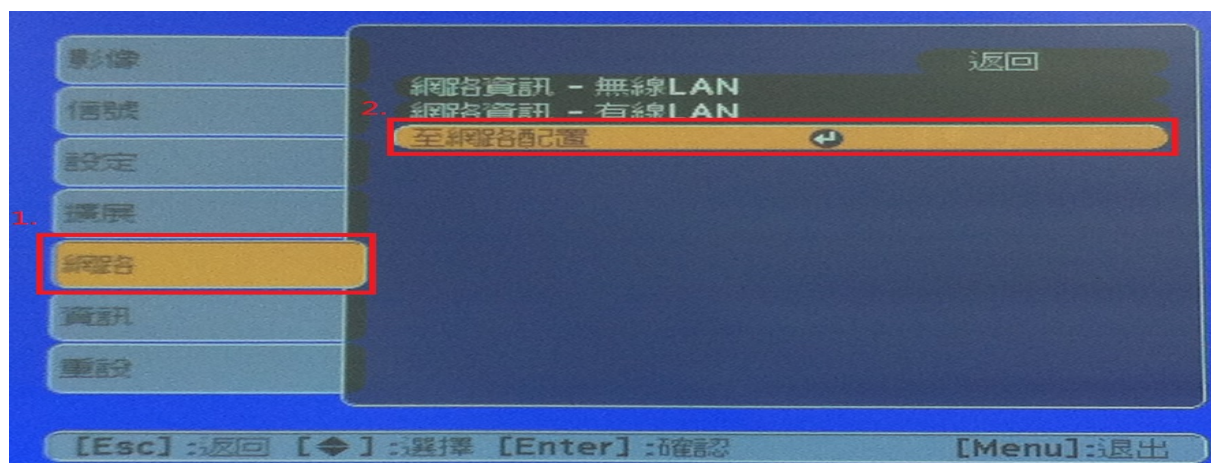 影像
信號
設定
1. 擴展
網路
資訊
重設
返回
網路資訊 - 無線LAN
2. 網路資訊 - 有線LAN
至網路配置
[Esc] :返回 [◆] :選擇 [Enter] :確認 [Menu]:退出